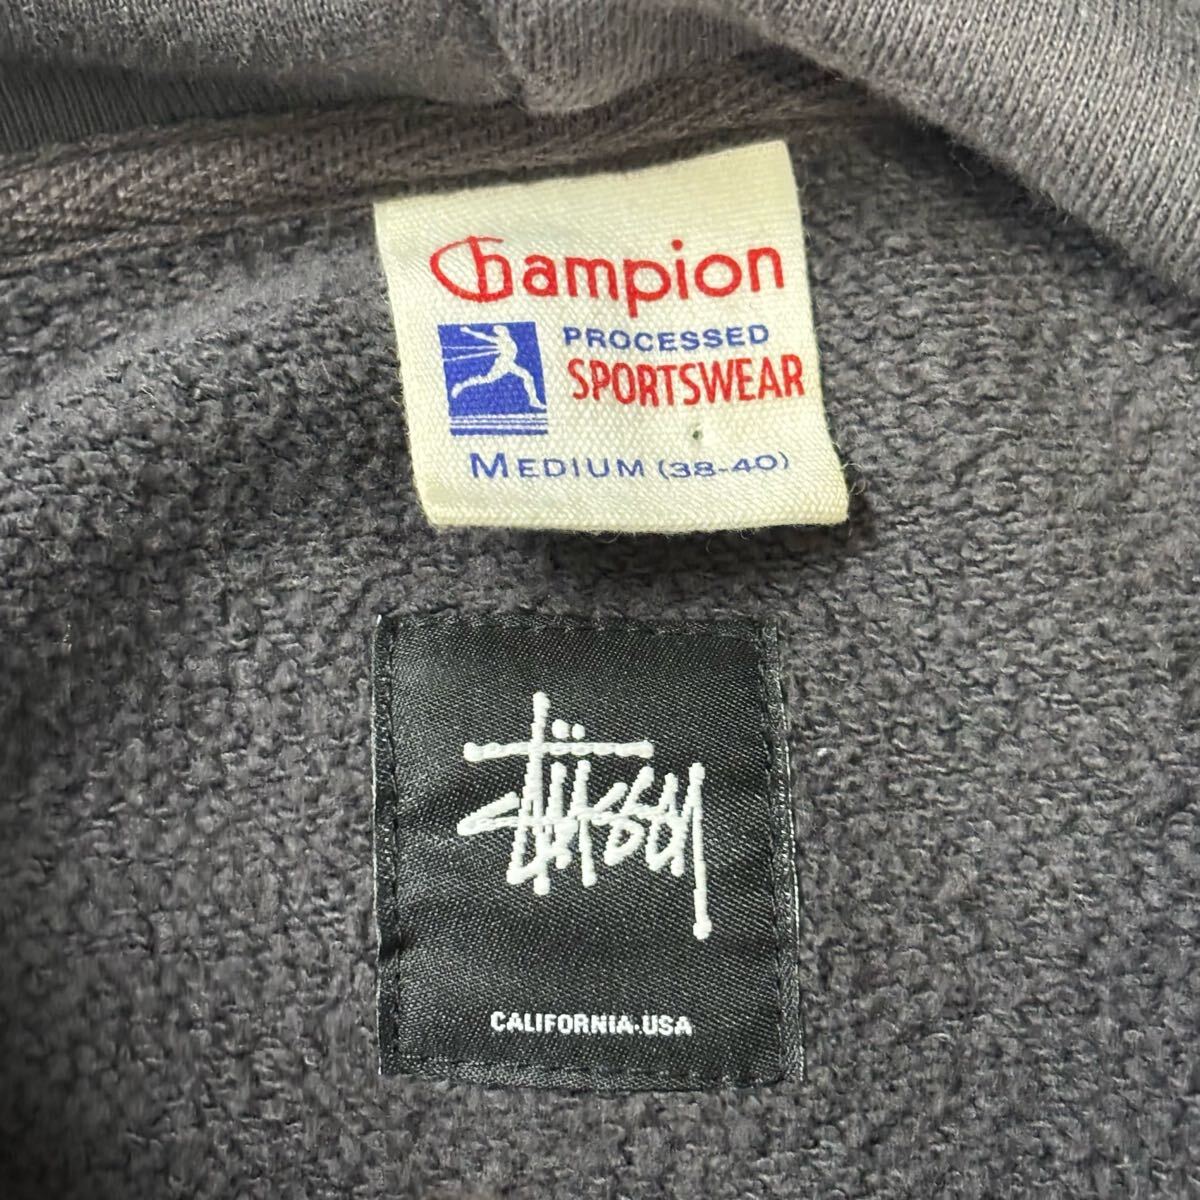 Champion
PROCESSED
SPORTSWEAR
MEDIUM (38-40)
Stüssy
CALIFORNIA·USA